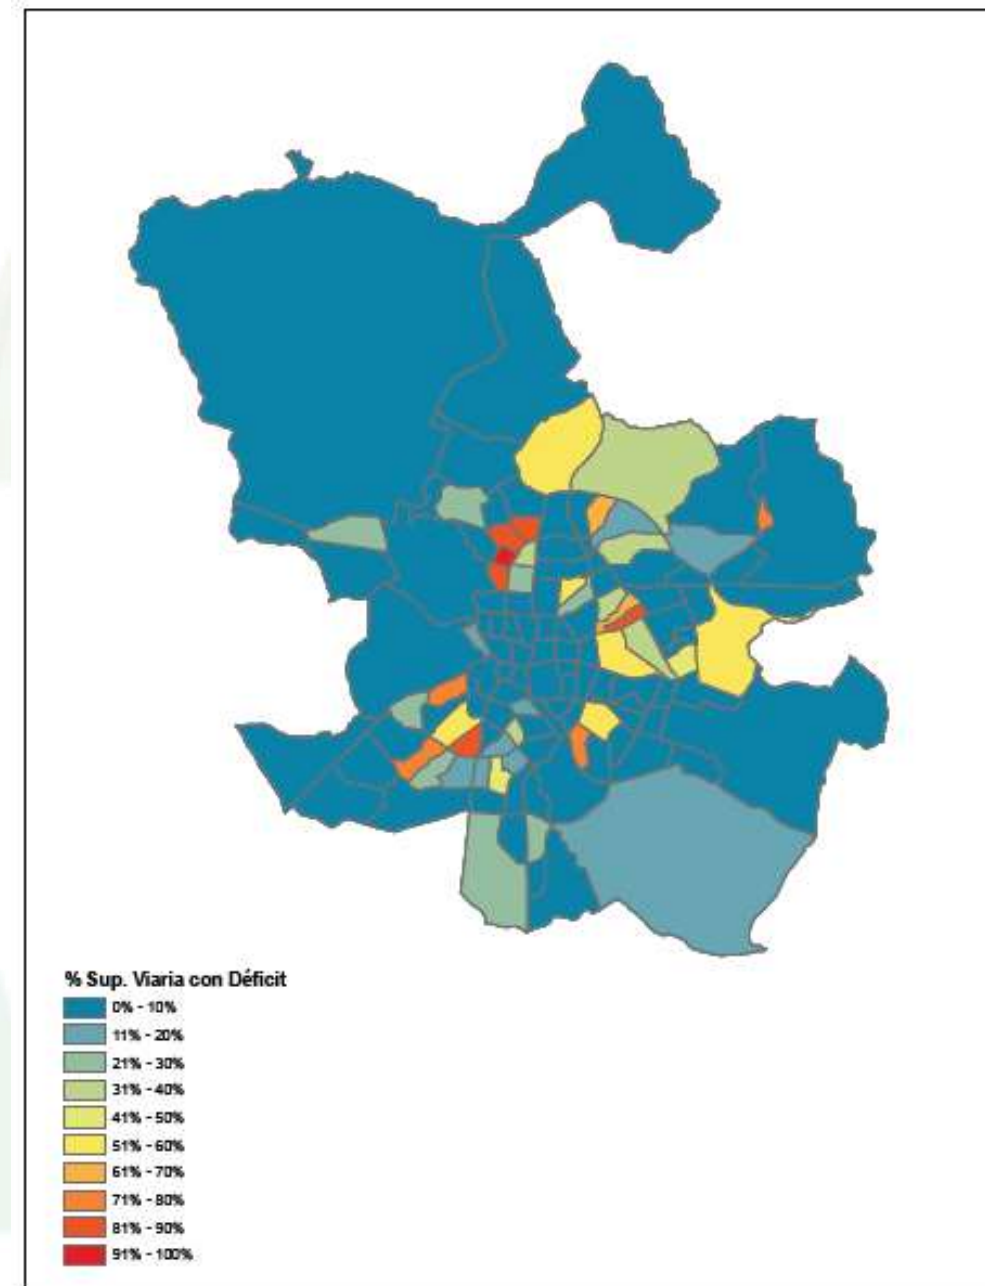 % Sup. Viaria con Déficit
0% - 10%
11% - 20%
21% - 30%
31% - 40%
41% - 50%
51% - 60%
61% - 70%
71% - 80%
81% - 90%
91% - 100%